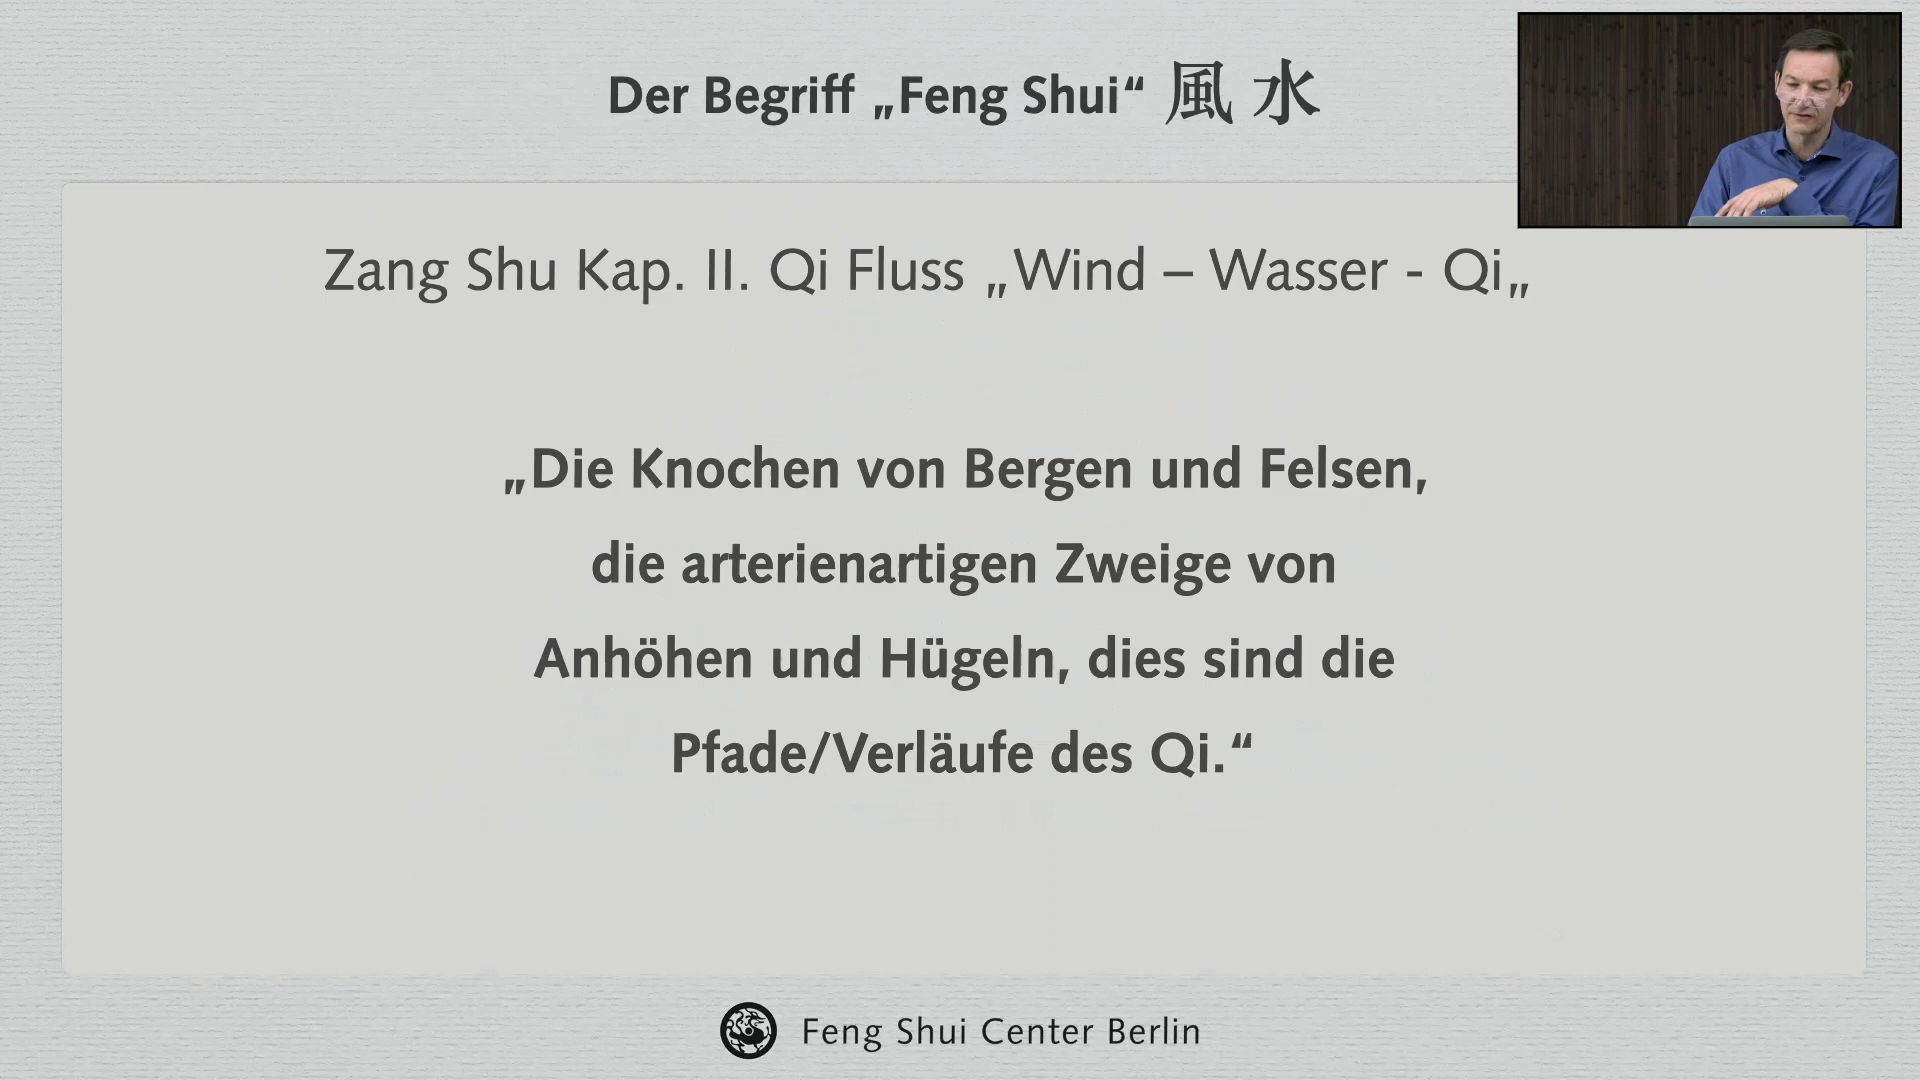 Der Begriff „Feng Shui“ 風 水
Zang Shu Kap. II. Qi Fluss „Wind – Wasser - Qi„
„Die Knochen von Bergen und Felsen,
die arterienartigen Zweige von
Anhöhen und Hügeln, dies sind die
Pfade/Verläufe des Qi.“
Feng Shui Center Berlin